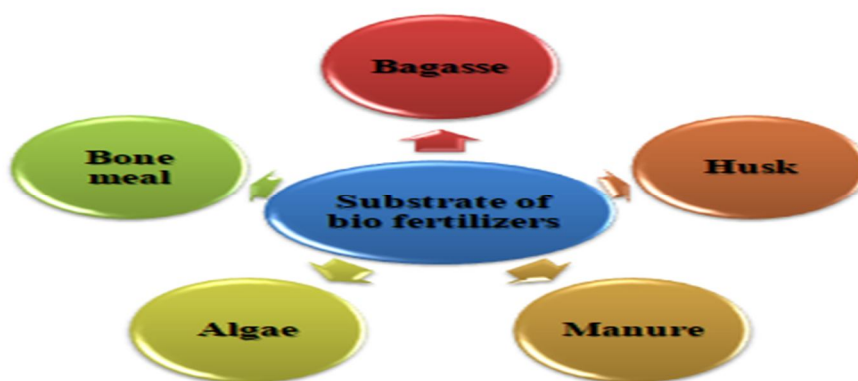 Bagasse
Bone
meal
Husk
Substrate of
bio fertilizers
Algae
Manure